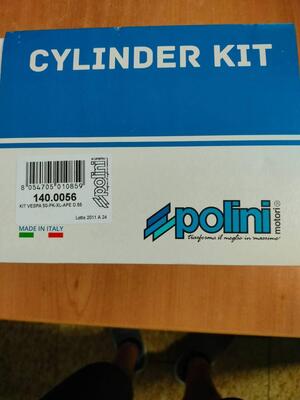 CYLINDER KIT
8 054705 010859
140.0056
KIT VESPA 50-PK-XL-APE D.55
Lotto 2011 A 24
polini
MADE IN ITALY
polini
motori®
trasforma il meglio in massimo